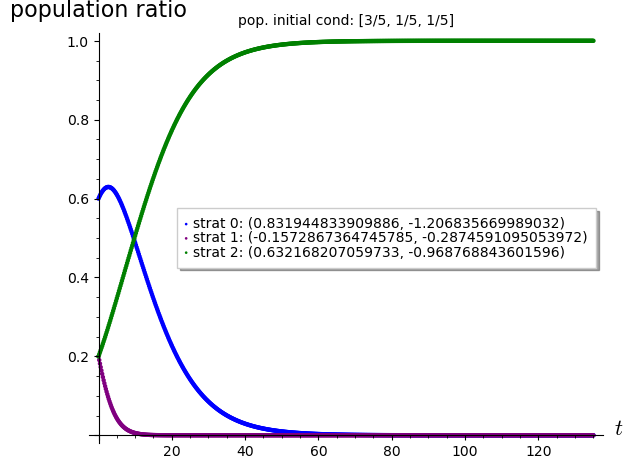 population ratio
pop. initial cond: [3/5, 1/5, 1/5]
1.0
0.8
0.6
strat 0: (0.831944833909886, -1.206835669989032)
strat 1: (-0.1572867364745785, -0.2874591095053972)
strat 2: (0.632168207059733, -0.968768843601596)
0.4
0.2
t
20 40 60 80 100 120